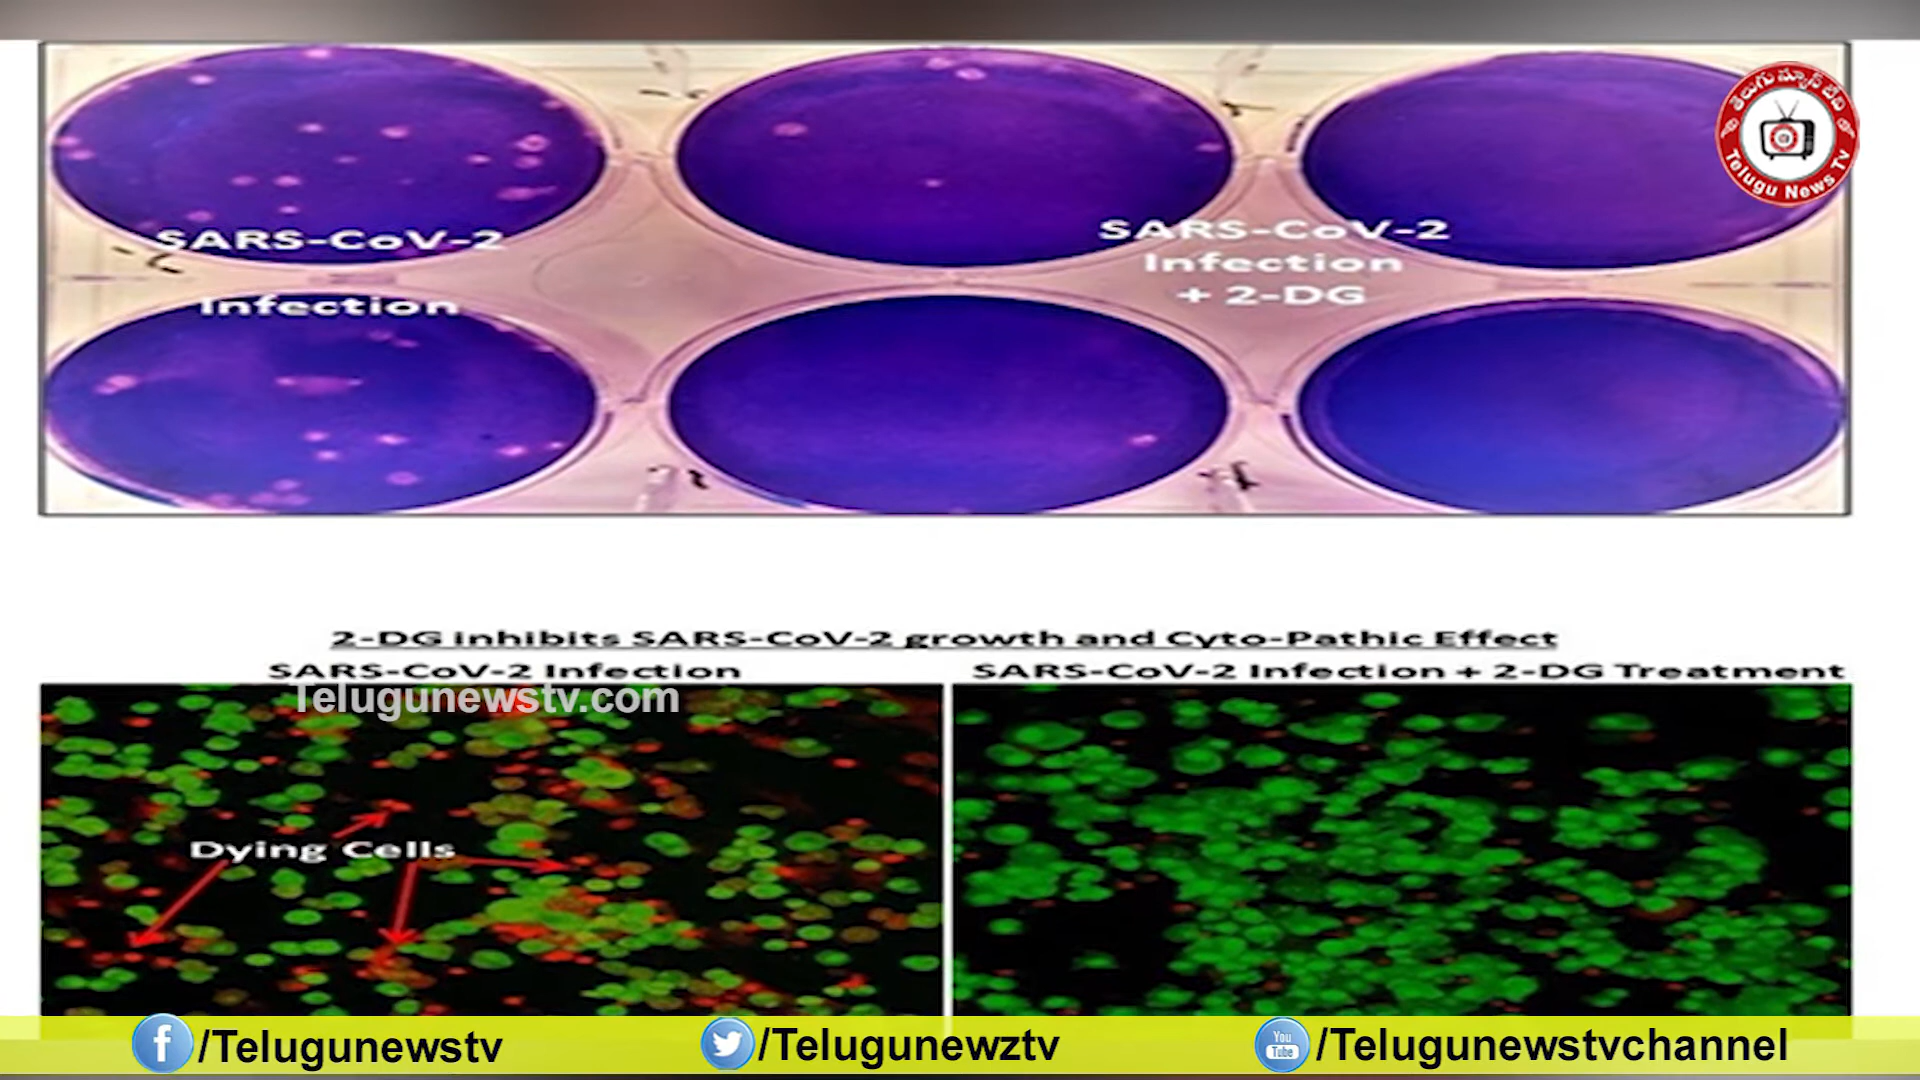 తెలుగు న్యూస్ టీవీ
Telugu News Tv
SARS-CoV-2
Infection
SARS-CoV-2
Infection
+ 2-DG
2-DG inhibits SARS-CoV-2 growth and Cyto-Pathic Effect
SARS-CoV-2 Infection
SARS-CoV-2 Infection + 2-DG Treatment
Telugunewstv.com
Dying Cells
/Telugunewstv
/Telugunewztv
You
Tube
/Telugunewstvchannel